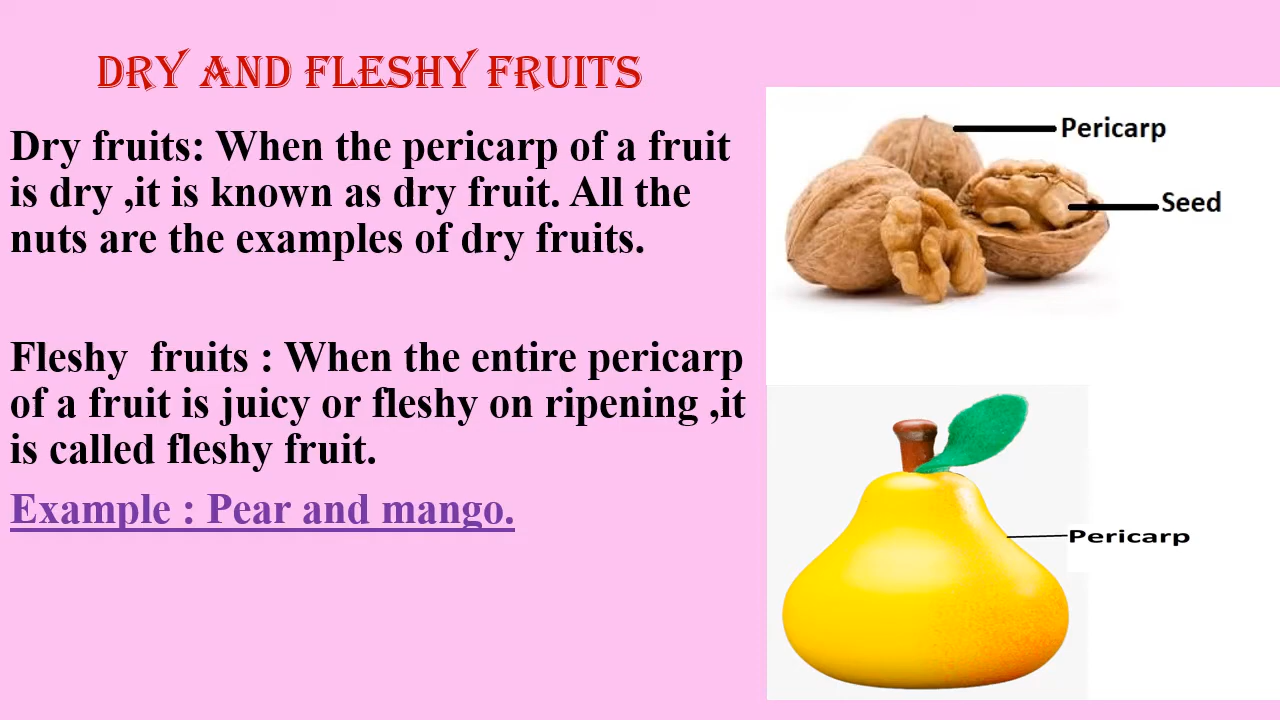 DRY AND FLESHY FRUITS
Dry fruits: When the pericarp of a fruit
is dry ,it is known as dry fruit. All the
nuts are the examples of dry fruits.
Fleshy fruits : When the entire pericarp
of a fruit is juicy or fleshy on ripening ,it
is called fleshy fruit.
Example : Pear and mango.
Pericarp
Seed
Pericarp